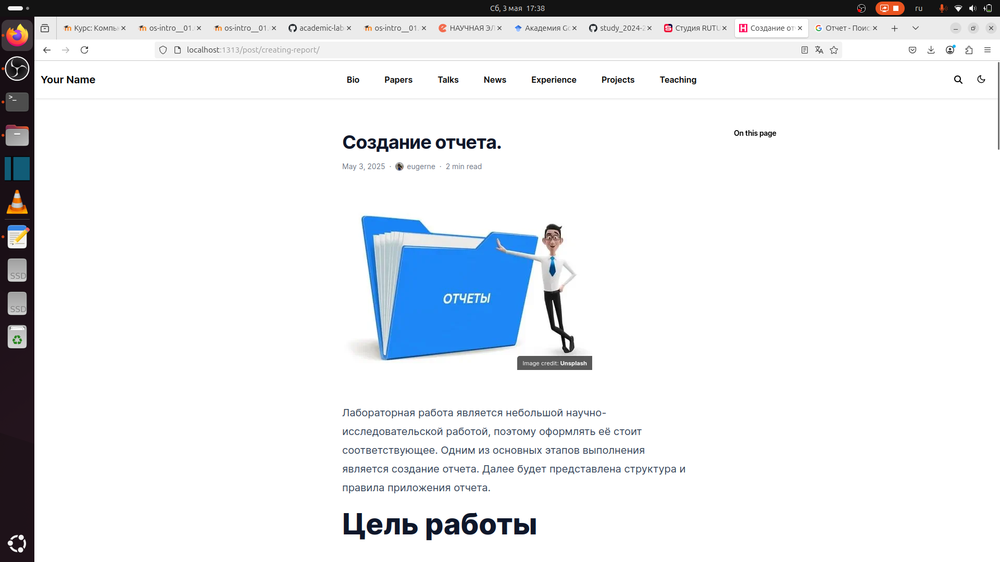 Сб, 3 мая 17:38
ru
Курс: Компь
os-intro__01.
os-intro__01.
academic-lab
os-intro__01.
НАУЧНАЯ ЭЛ
Академия Go
study_2024-2
Студия RUTU
Создание от
Отчет - Поис
localhost:1313/post/creating-report/
Your Name
Bio
Papers
Talks
News
Experience
Projects
Teaching
On this page
Создание отчета.
May 3, 2025 · eugerne · 2 min read
ОТЧЕТЫ
Image credit: Unsplash
Лабораторная работа является небольшой научно-
исследовательской работой, поэтому оформлять её стоит
соответствующее. Одним из основных этапов выполнения
является создание отчета. Далее будет представлена структура и
правила приложения отчета.
Цель работы
>_
SSD
SSD